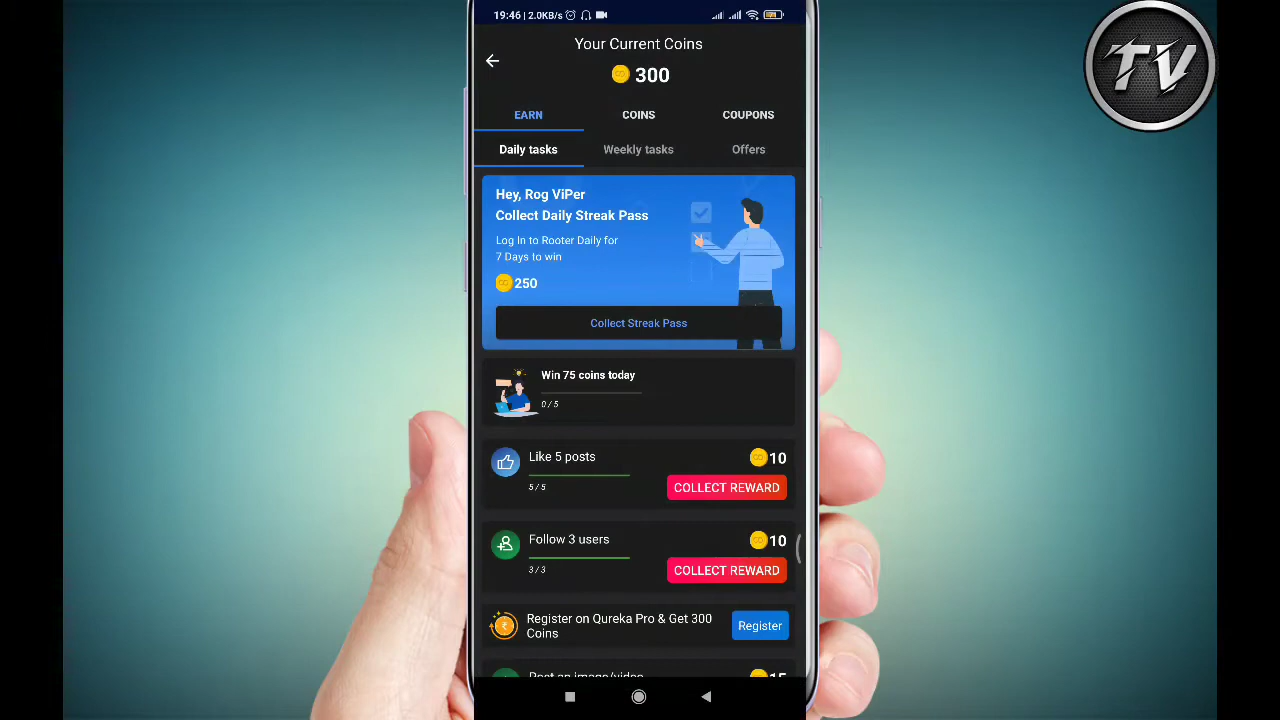 19:46 | 2.0KB/s
TV
Your Current Coins
300
EARN COINS COUPONS
Daily tasks Weekly tasks Offers
Hey, Rog ViPer
Collect Daily Streak Pass
Log In to Rooter Daily for
7 Days to win
250
Collect Streak Pass
Win 75 coins today
0 / 5
Like 5 posts
10
5 / 5
COLLECT REWARD
Follow 3 users
10
3 / 3
COLLECT REWARD
Register on Qureka Pro & Get 300
Coins
Register
Post an image/video
15